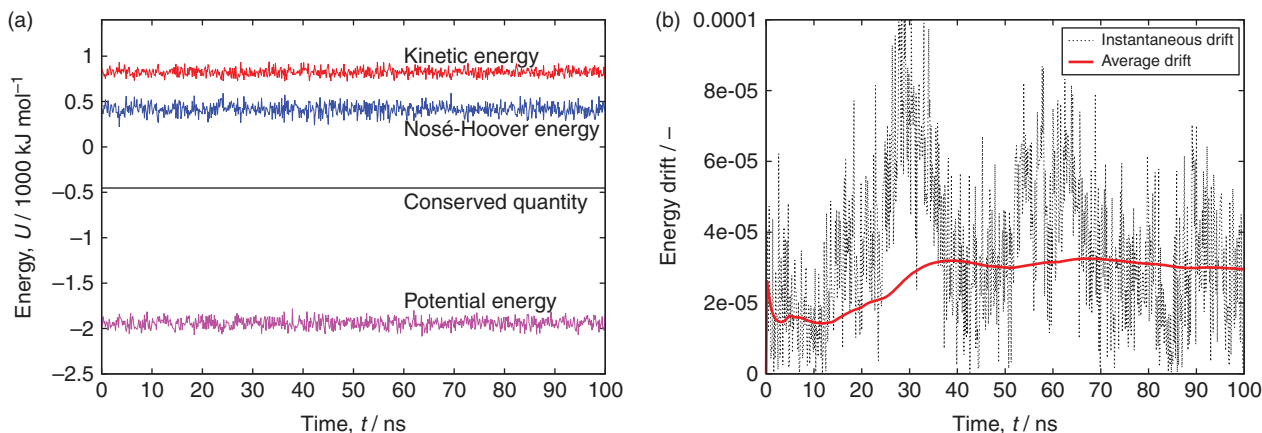 (a)
1
0.5
0
−0.5
−1
−1.5
−2
−2.5
Energy, U / 1000 kJ mol−1
Kinetic energy
Nosé-Hoover energy
Conserved quantity
Potential energy
0 10 20 30 40 50 60 70 80 90 100
Time, t / ns
(b)
0.0001
8e-05
6e-05
4e-05
2e-05
0
Energy drift / –
Instantaneous drift
Average drift
0 10 20 30 40 50 60 70 80 90 100
Time, t / ns